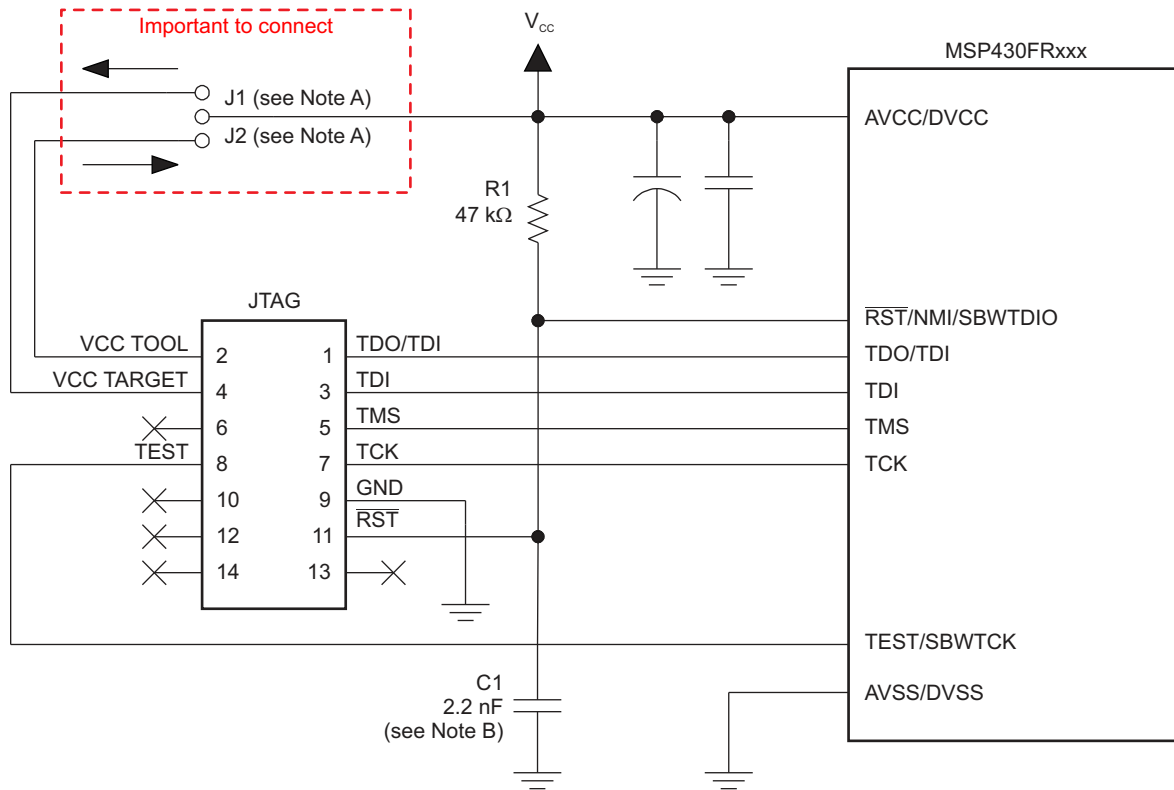 Important to connect
J1 (see Note A)
J2 (see Note A)
VCC
MSP430FRxxx
AVCC/DVCC
R1
47 kΩ
JTAG
VCC TOOL
2
1
TDO/TDI
VCC TARGET
4
3
TDI
6
5
TMS
TEST
8
7
TCK
10
9
GND
12
11
R̅S̅T̅
14
13
R̅S̅T̅/NMI/SBWTDIO
TDO/TDI
TDI
TMS
TCK
TEST/SBWTCK
AVSS/DVSS
C1
2.2 nF
(see Note B)